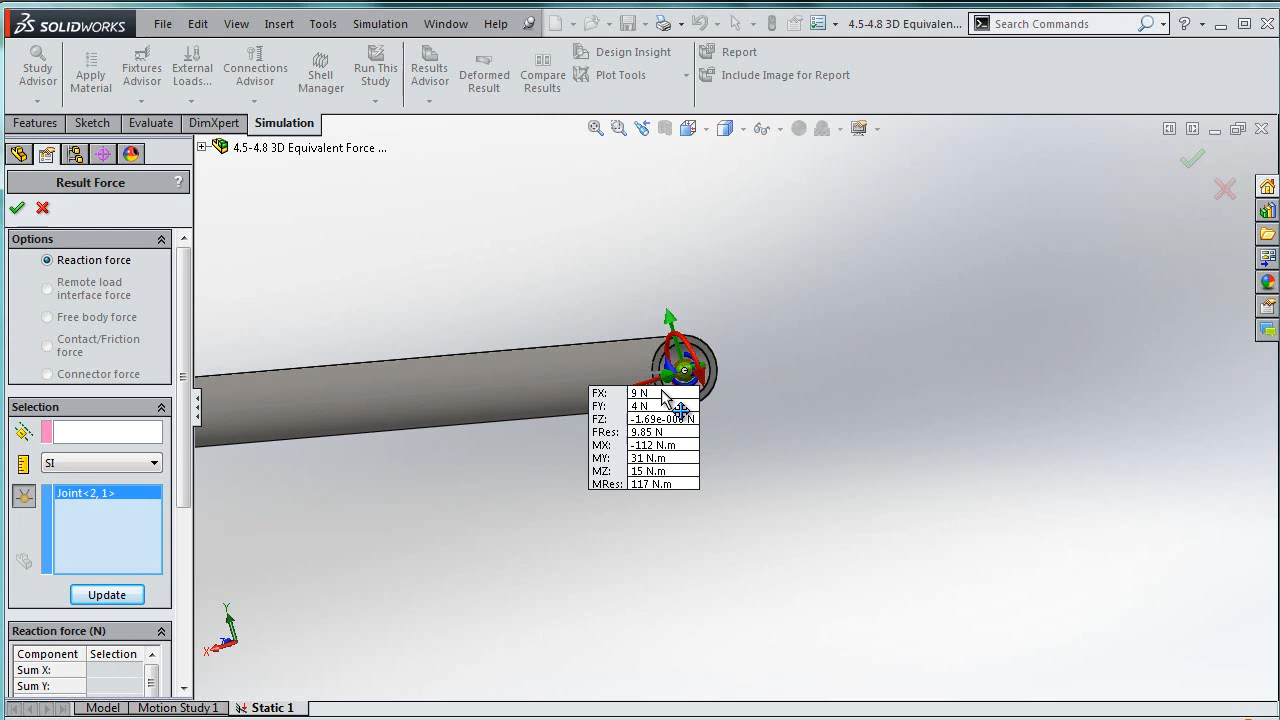 SOLIDWORKS File Edit View Insert Tools Simulation Window Help 4.5-4.8 3D Equivalen... Search Commands ?
Study Advisor
Apply Material
Fixtures Advisor
External Loads...
Connections Advisor
Shell Manager
Run This Study
Results Advisor
Deformed Result
Compare Results
Design Insight
Plot Tools
Report
Include Image for Report
Features Sketch Evaluate DimXpert Simulation
4.5-4.8 3D Equivalent Force ...
Result Force ?
Options
Reaction force
Remote load
interface force
Free body force
Contact/Friction
force
Connector force
Selection
SI
Joint<2, 1>
Update
Reaction force (N)
Component Selection
Sum X:
Sum Y:
FX: 9 N
FY: 4 N
FZ:
FRes: 9.85 N
MX: -112 N.m
MY: 31 N.m
MZ: 15 N.m
MRes: 117 N.m
Y
X
Z
Model Motion Study 1 Static 1